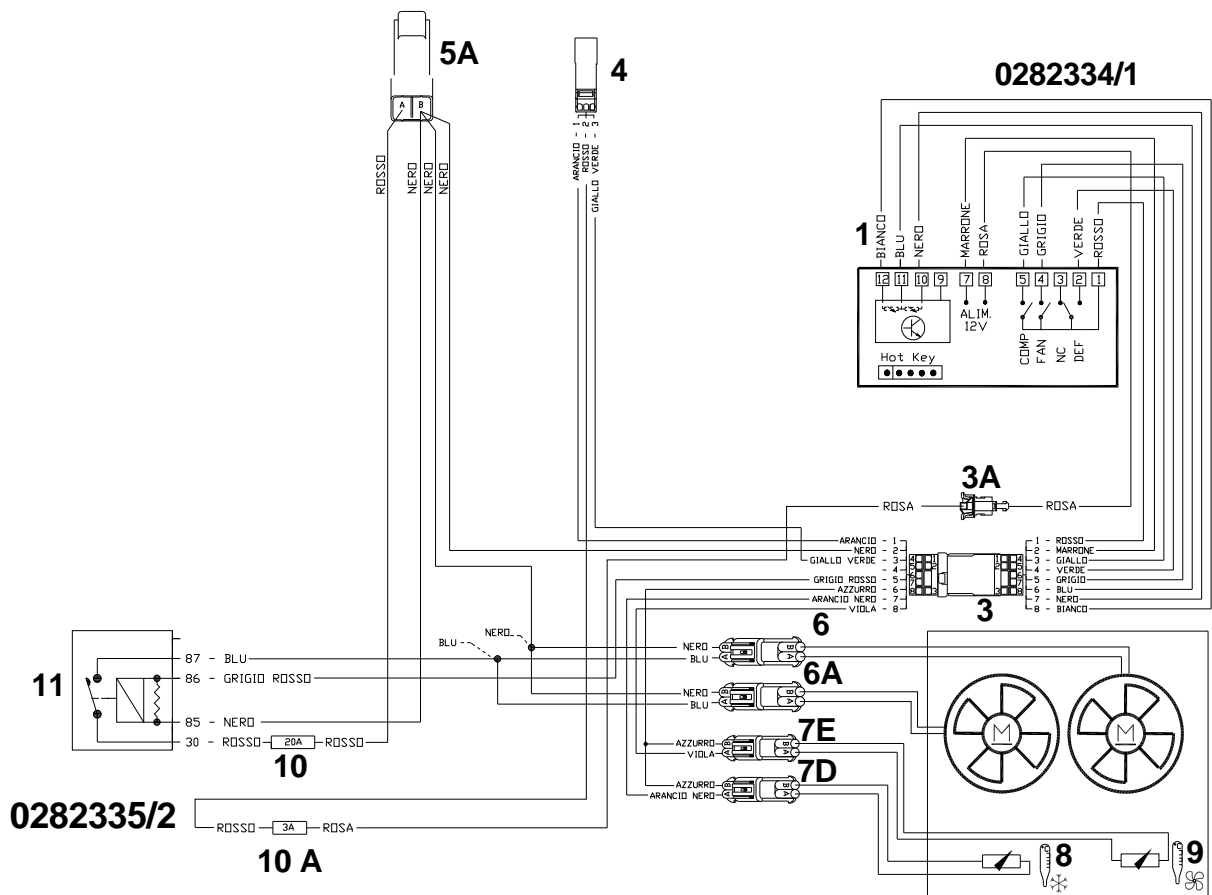 5A
4
0282334/1
A B
ROSSO
NERO
NERO
NERO
ARANCIO - 1
ROSSO - 2
GIALLO VERDE - 3
1
BIANCO
BLU
NERO
MARRONE
ROSA
GIALLO
GRIGIO
VERDE
ROSSO
12 11 10 9 7 8 5 4 3 2 1
ALIM.
12V
COMP
FAN
NC
DEF
Hot Key
3A
ROSA
ROSA
ARANCIO - 1
NERO - 2
GIALLO VERDE - 3
- 4
GRIGIO ROSSO - 5
AZZURRO - 6
ARANCIO NERO - 7
VIOLA - 8
1 - ROSSO
2 - MARRONE
3 - GIALLO
4 - VERDE
5 - GRIGIO
6 - BLU
7 - NERO
8 - BIANCO
3
6
NERO
BLU
NERO
BLU
B
A
B
A
6A
NERO
BLU
B
A
B
A
7E
AZZURRO
VIOLA
B
A
B
A
7D
AZZURRO
ARANCIO NERO
B
A
B
A
M
M
11
87 - BLU
86 - GRIGIO ROSSO
85 - NERO
30 - ROSSO
20A
ROSSO
10
0282335/2
ROSSO
3A
ROSA
10 A
8
9